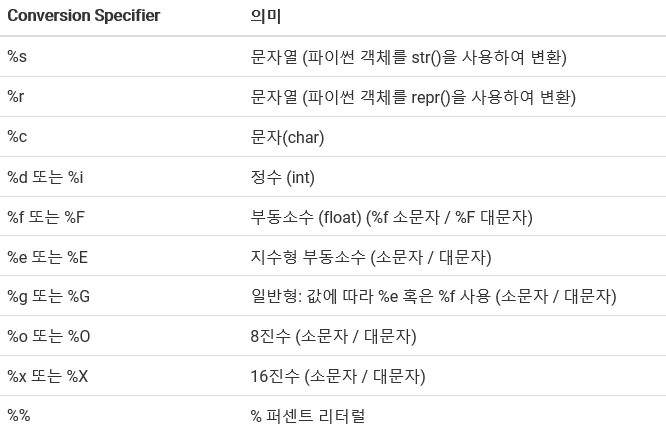 Conversion Specifier 의미
%s 문자열 (파이썬 객체를 str()을 사용하여 변환)
%r 문자열 (파이썬 객체를 repr()을 사용하여 변환)
%c 문자(char)
%d 또는 %i 정수 (int)
%f 또는 %F 부동소수 (float) (%f 소문자 / %F 대문자)
%e 또는 %E 지수형 부동소수 (소문자 / 대문자)
%g 또는 %G 일반형: 값에 따라 %e 혹은 %f 사용 (소문자 / 대문자)
%o 또는 %O 8진수 (소문자 / 대문자)
%x 또는 %X 16진수 (소문자 / 대문자)
%% % 퍼센트 리터럴